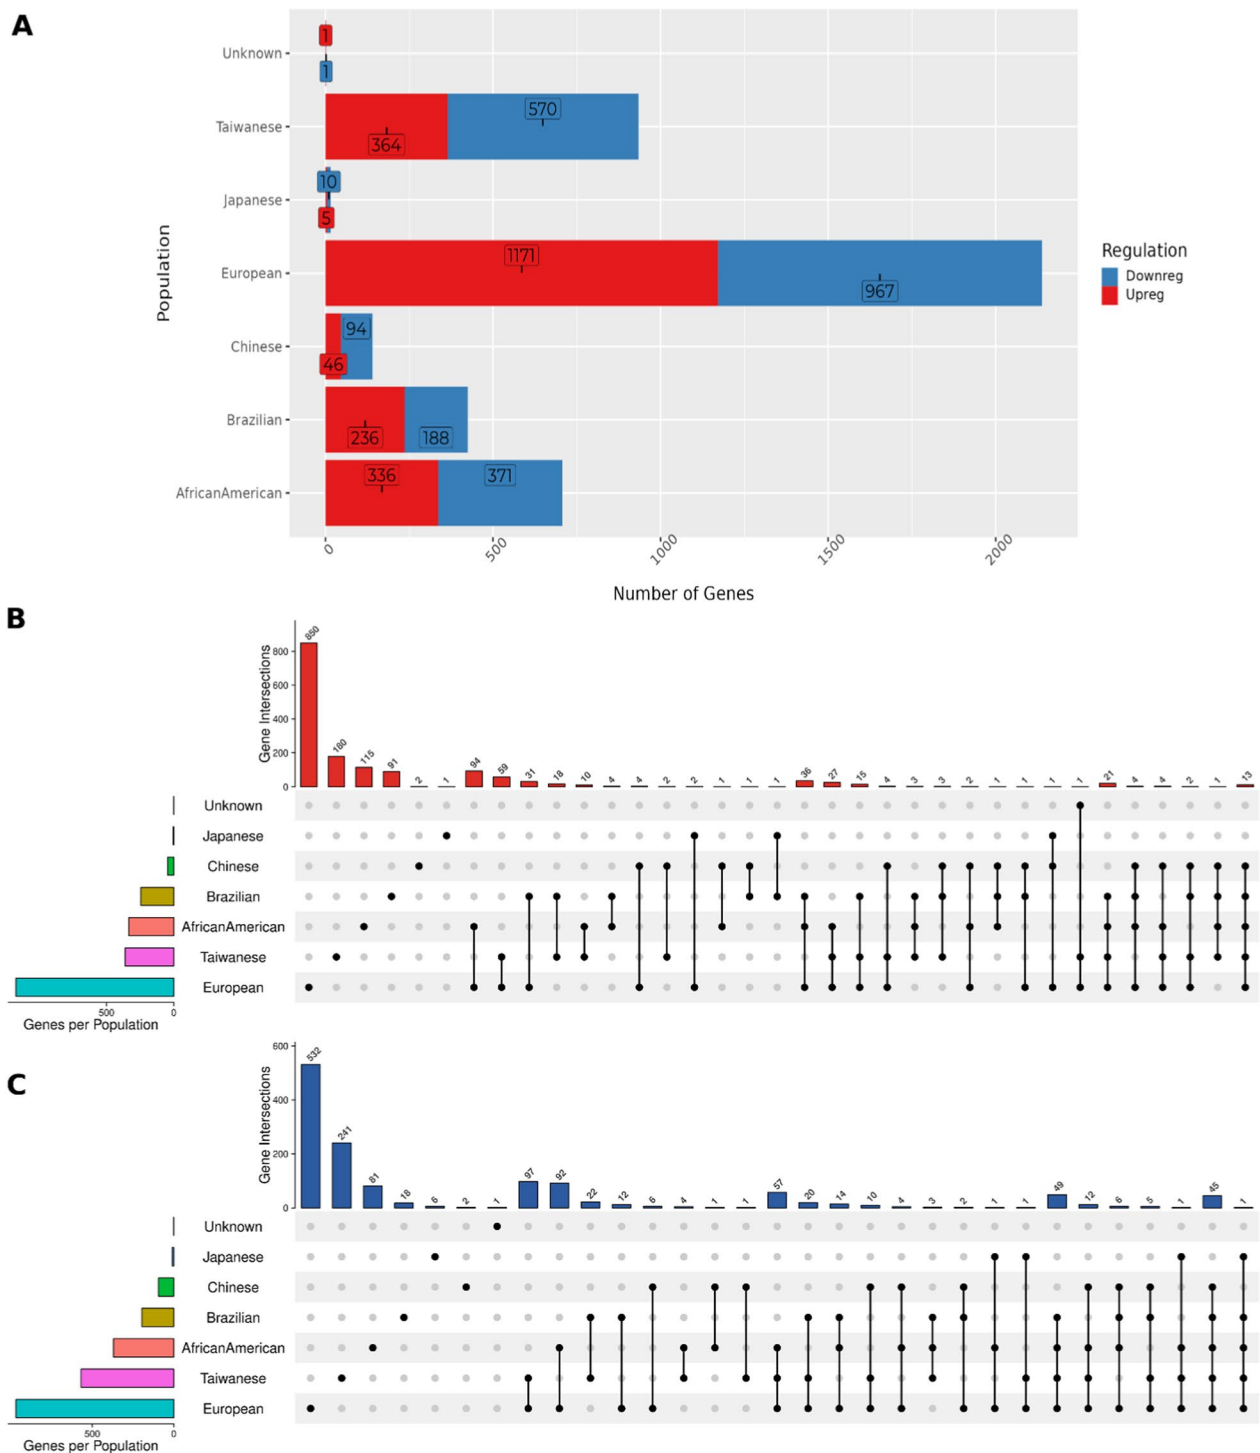 A
Unknown
1
1
Taiwanese
364
570
Japanese
10
5
European
1171
967
Chinese
94
46
Brazilian
236
188
AfricanAmerican
336
371
Population
0 500 1000 1500 2000
Number of Genes
Regulation
Downreg
Upreg
B
Gene Intersections
800
600
400
200
0
850 180 115 91 2 1 94 59 31 18 10 4 4 2 2 1 1 1 36 27 15 4 3 3 2 1 1 1 1 21 4 4 2 1 13
Unknown
Japanese
Chinese
Brazilian
AfricanAmerican
Taiwanese
European
500 0
Genes per Population
C
Gene Intersections
600
400
200
0
532 241 81 18 6 2 1 97 92 22 12 6 4 1 1 57 20 14 10 4 3 2 1 1 49 12 6 5 1 45 1
Unknown
Japanese
Chinese
Brazilian
AfricanAmerican
Taiwanese
European
500 0
Genes per Population